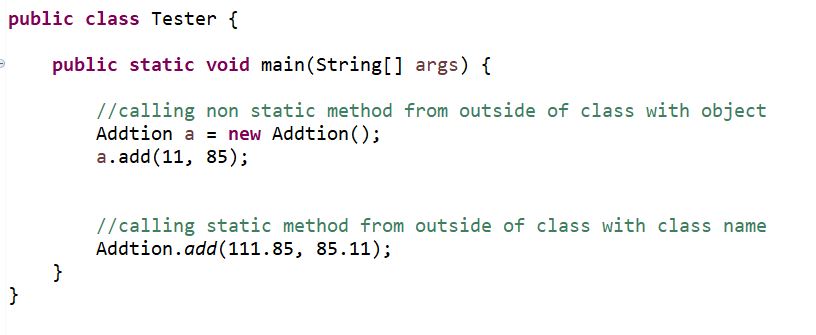 public class Tester {
public static void main(String[] args) {
//calling non static method from outside of class with object
Addtion a = new Addtion();
a.add(11, 85);
//calling static method from outside of class with class name
Addtion.add(111.85, 85.11);
}
}